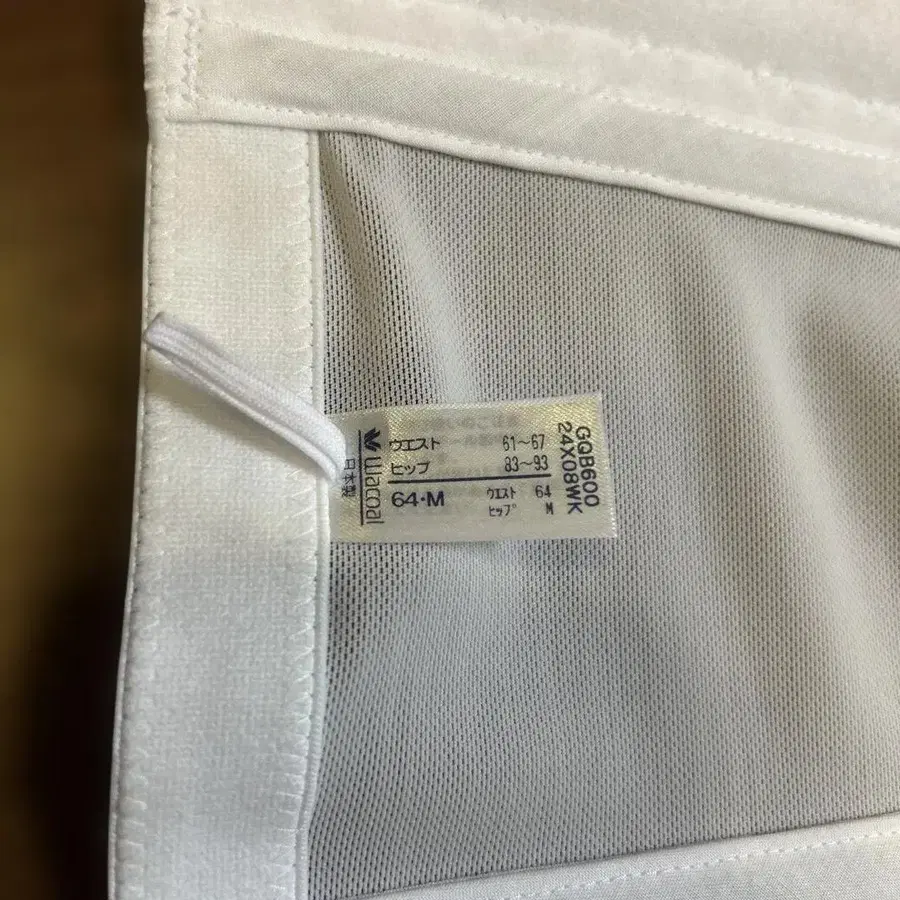 ウエスト 61～67
ヒップ 83～93
64・M
ウエスト 64
ヒップ M
Wacoal
日本製
GQB600
24X08WK